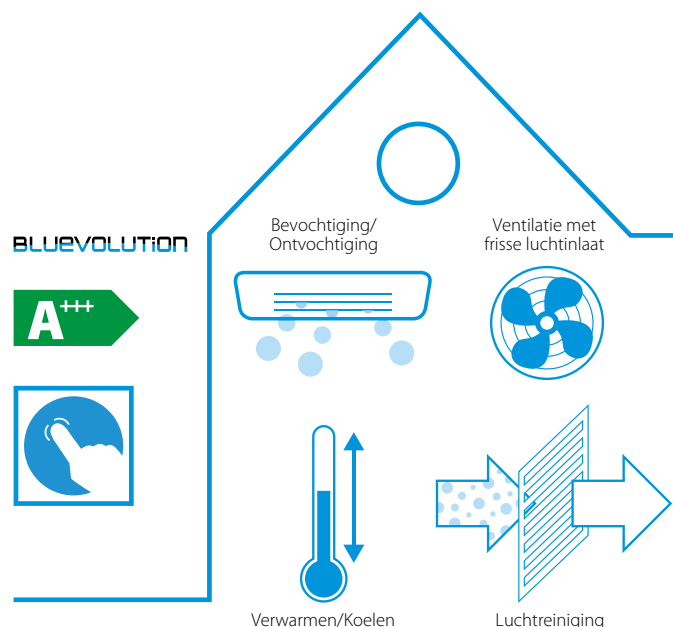 Bevochtiging/
Ontvochtiging
Ventilatie met
frisse luchtinlaat
BLUEVOLUTION
A+++
Verwarmen/Koelen
Luchtreiniging